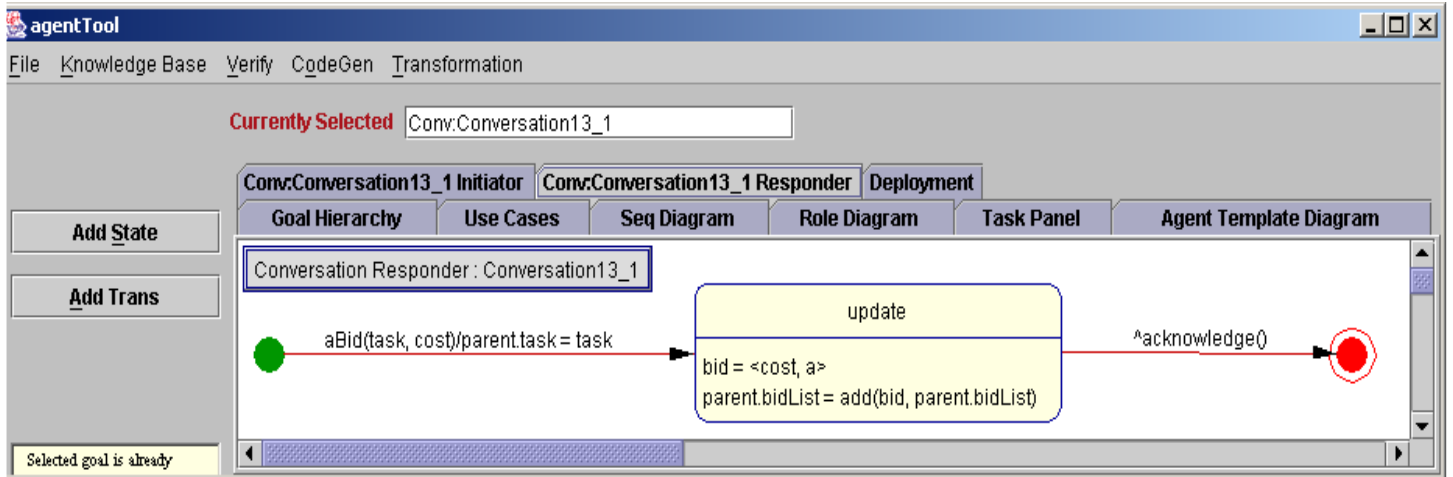 agentTool
File Knowledge Base Verify CodeGen Transformation
Currently Selected Conv:Conversation13_1
Conv:Conversation13_1 Initiator Conv:Conversation13_1 Responder Deployment
Goal Hierarchy Use Cases Seq Diagram Role Diagram Task Panel Agent Template Diagram
Add State
Add Trans
Conversation Responder : Conversation13_1
aBid(task, cost)/parent.task = task
update
bid = <cost, a>
parent.bidList = add(bid, parent.bidList)
^acknowledge()
Selected goal is already